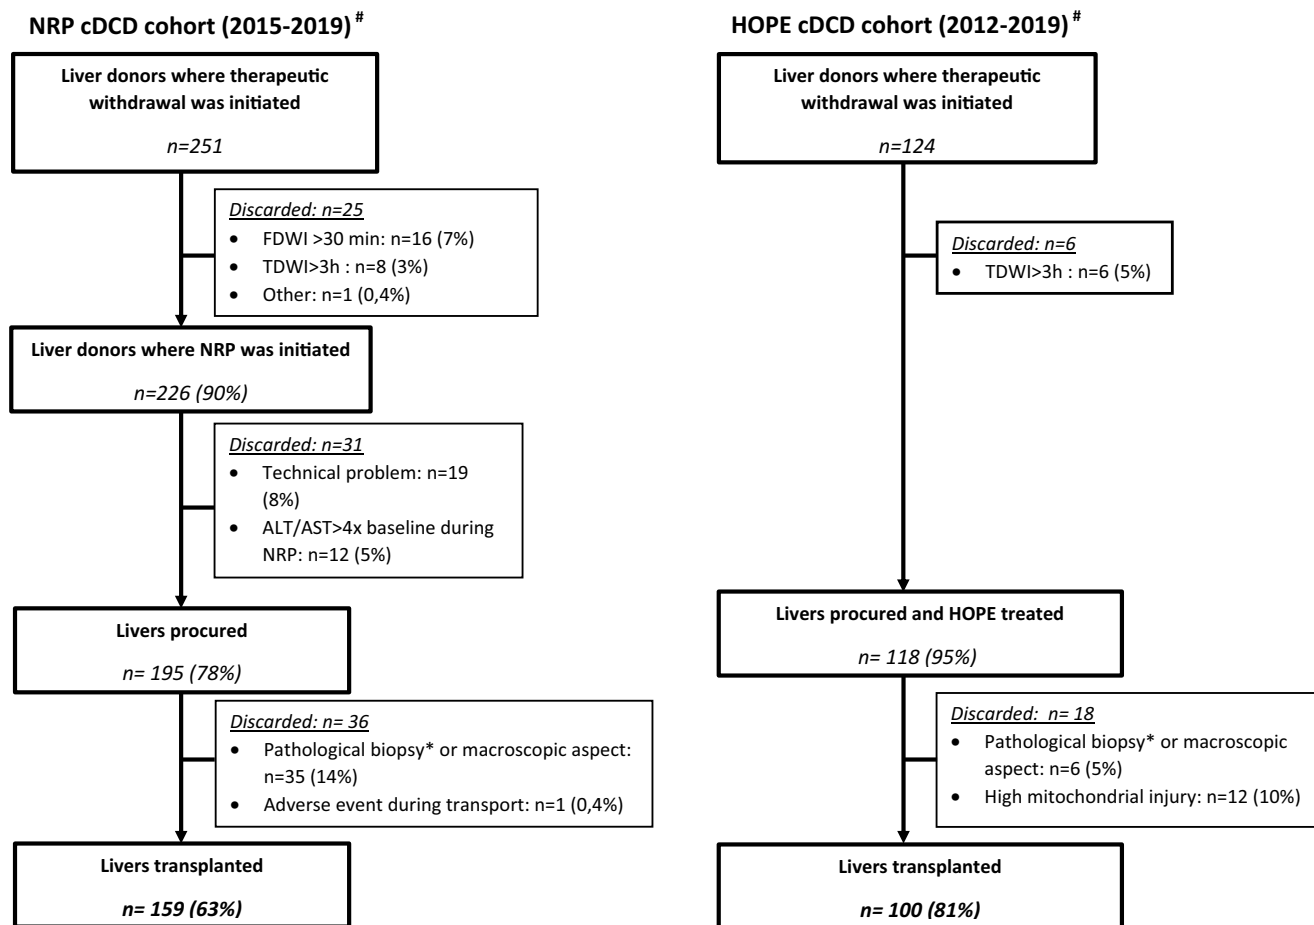 NRP cDCD cohort (2015-2019) #
Liver donors where therapeutic
withdrawal was initiated
n=251
Discarded: n=25
• FDWI >30 min: n=16 (7%)
• TDWI>3h : n=8 (3%)
• Other: n=1 (0,4%)
Liver donors where NRP was initiated
n=226 (90%)
Discarded: n=31
• Technical problem: n=19
(8%)
• ALT/AST>4x baseline during
NRP: n=12 (5%)
Livers procured
n= 195 (78%)
Discarded: n= 36
• Pathological biopsy* or macroscopic aspect:
n=35 (14%)
• Adverse event during transport: n=1 (0,4%)
Livers transplanted
n= 159 (63%)
HOPE cDCD cohort (2012-2019) #
Liver donors where therapeutic
withdrawal was initiated
n=124
Discarded: n=6
• TDWI>3h : n=6 (5%)
Livers procured and HOPE treated
n= 118 (95%)
Discarded: n= 18
• Pathological biopsy* or macroscopic
aspect: n=6 (5%)
• High mitochondrial injury: n=12 (10%)
Livers transplanted
n= 100 (81%)